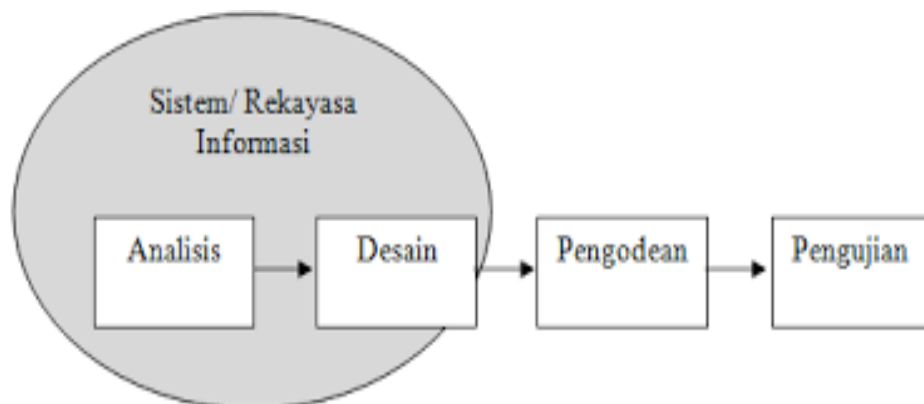 Sistem/ Rekayasa
Informasi
Analisis
Desain
Pengodean
Pengujian